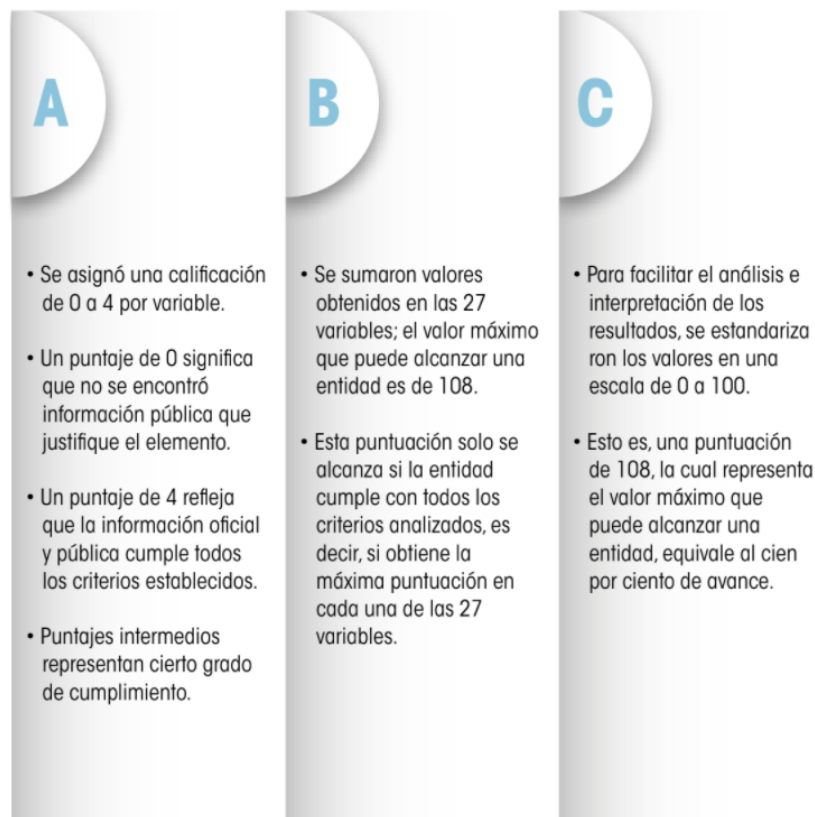 A
• Se asignó una calificación
de 0 a 4 por variable.
• Un puntaje de 0 significa
que no se encontró
información pública que
justifique el elemento.
• Un puntaje de 4 refleja
que la información oficial
y pública cumple todos
los criterios establecidos.
• Puntajes intermedios
representan cierto grado
de cumplimiento.
B
• Se sumaron valores
obtenidos en las 27
variables; el valor máximo
que puede alcanzar una
entidad es de 108.
• Esta puntuación solo se
alcanza si la entidad
cumple con todos los
criterios analizados, es
decir, si obtiene la
máxima puntuación en
cada una de las 27
variables.
C
• Para facilitar el análisis e
interpretación de los
resultados, se estandariza
ron los valores en una
escala de 0 a 100.
• Esto es, una puntuación
de 108, la cual representa
el valor máximo que
puede alcanzar una
entidad, equivale al cien
por ciento de avance.